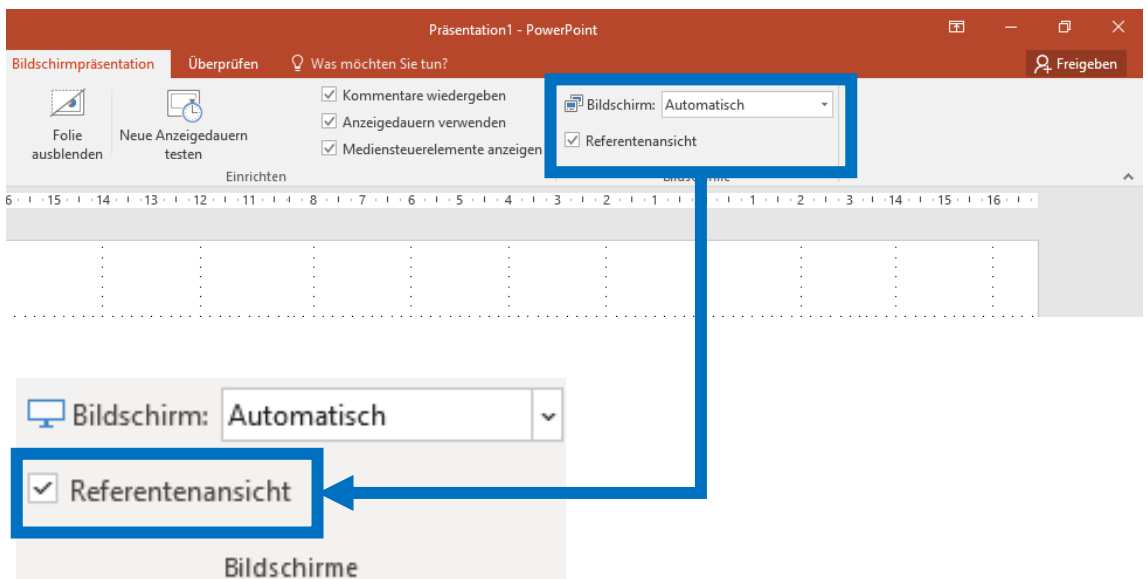 Präsentation1 - PowerPoint
Bildschirmpräsentation Überprüfen Was möchten Sie tun? Freigeben
Folie ausblenden
Neue Anzeigedauern testen
Kommentare wiedergeben
Anzeigedauern verwenden
Mediensteuerelemente anzeigen
Einrichten
Bildschirm: Automatisch
Referentenansicht
Bildschirme
6 15 14 13 12 11 8 7 6 5 4 3 2 1 1 2 3 14 15 16
Bildschirm: Automatisch
Referentenansicht
Bildschirme